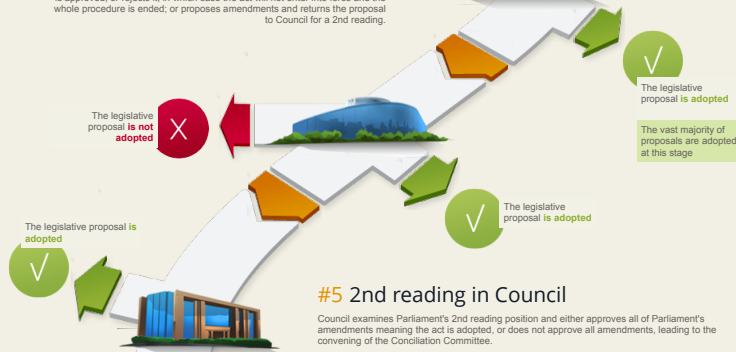 whole procedure is ended; or proposes amendments and returns the proposal
to Council for a 2nd reading.
The legislative
proposal is adopted
The vast majority of
proposals are adopted
at this stage
The legislative
proposal is not
adopted
X
√
The legislative
proposal is adopted
√
The legislative proposal is
adopted
√
#5 2nd reading in Council
Council examines Parliament's 2nd reading position and either approves all of Parliament's
amendments meaning the act is adopted, or does not approve all amendments, leading to the
convening of the Conciliation Committee.